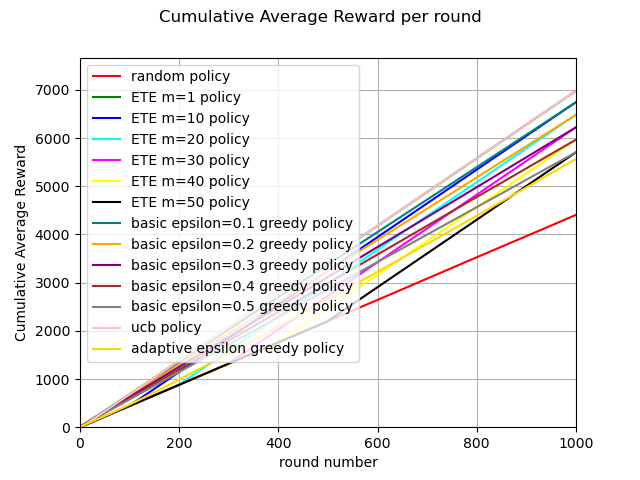 Cumulative Average Reward per round
Cumulative Average Reward
7000
6000
5000
4000
3000
2000
1000
0
random policy
ETE m=1 policy
ETE m=10 policy
ETE m=20 policy
ETE m=30 policy
ETE m=40 policy
ETE m=50 policy
basic epsilon=0.1 greedy policy
basic epsilon=0.2 greedy policy
basic epsilon=0.3 greedy policy
basic epsilon=0.4 greedy policy
basic epsilon=0.5 greedy policy
ucb policy
adaptive epsilon greedy policy
0 200 400 600 800 1000
round number